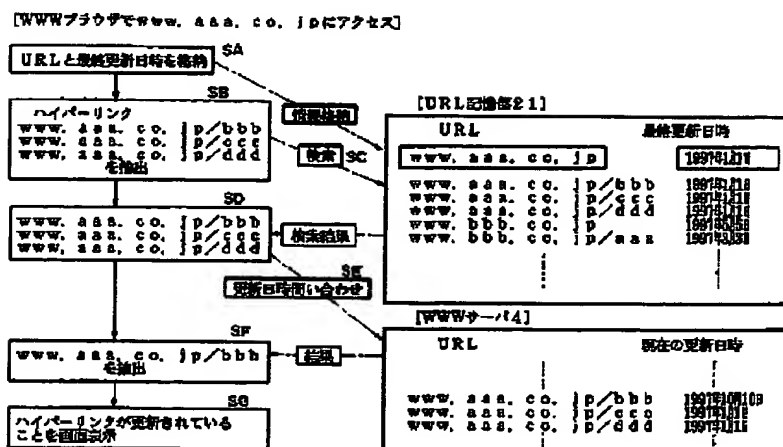 [WWWブラウザでwww. aaa. co. jpにアクセス]
SA
URLと最終更新日時を格納
SB
ハイパーリンク
www. aaa. co. jp/bbb
www. aaa. co. jp/ccc
www. aaa. co. jp/ddd
を抽出
情報格納
検索
SC
[URL記憶部21]
URL
最終更新日時
www. aaa. co. jp
www. aaa. co. jp/bbb
www. aaa. co. jp/ccc
www. aaa. co. jp/ddd
www. bbb. co. jp
www. bbb. co. jp/aaa
SD
www. aaa. co. jp/bbb
www. aaa. co. jp/ccc
www. aaa. co. jp/ddd
検索結果
SE
更新日時問い合わせ
[WWWサーバ4]
URL
現在の更新日時
SF
www. aaa. co. jp/bbb
を抽出
結果
www. aaa. co. jp/bbb
www. aaa. co. jp/ccc
www. aaa. co. jp/ddd
SG
ハイパーリンクが更新されている
ことを画面表示